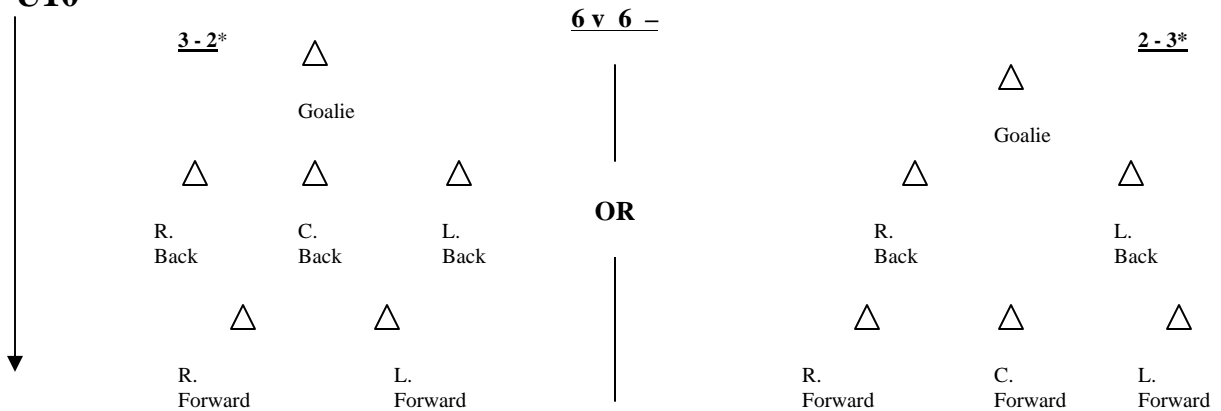 U10
6 v 6 –
3 - 2*
Goalie
R. Back
C. Back
L. Back
R. Forward
L. Forward
OR
2 - 3*
Goalie
R. Back
L. Back
R. Forward
C. Forward
L. Forward